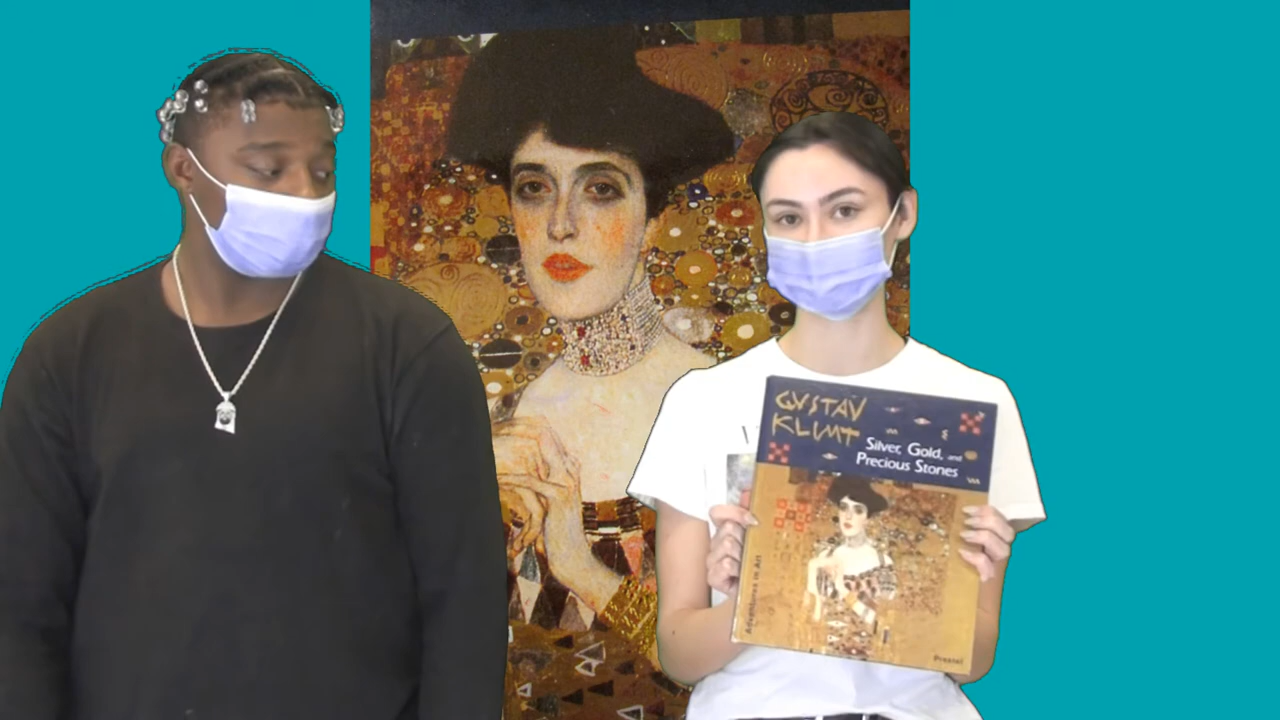 GUSTAV
KLIMT
Silver, Gold, and
Precious Stones
Adventures in Art
Prestel